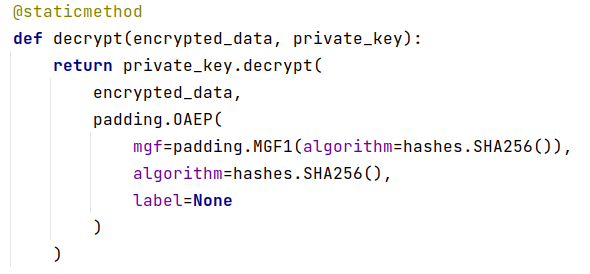 @staticmethod
def decrypt(encrypted_data, private_key):
    return private_key.decrypt(
        encrypted_data,
        padding.OAEP(
            mgf=padding.MGF1(algorithm=hashes.SHA256()),
            algorithm=hashes.SHA256(),
            label=None
        )
    )